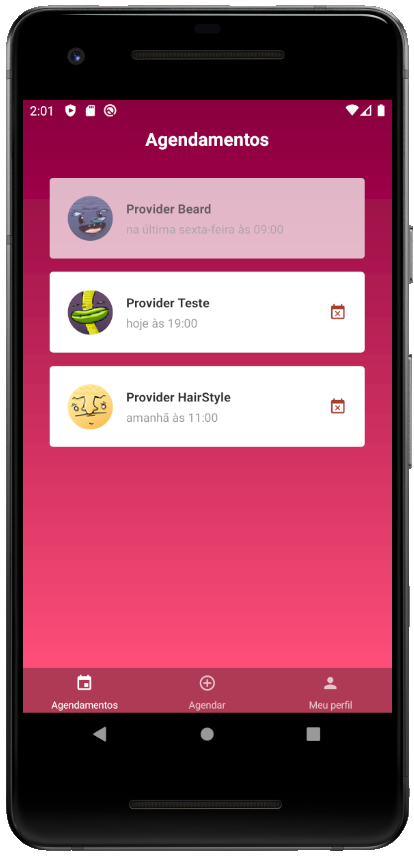 2:01
Agendamentos
Provider Beard
na última sexta-feira às 09:00
Provider Teste
hoje às 19:00
Provider HairStyle
amanhã às 11:00
Agendamentos
Agendar
Meu perfil